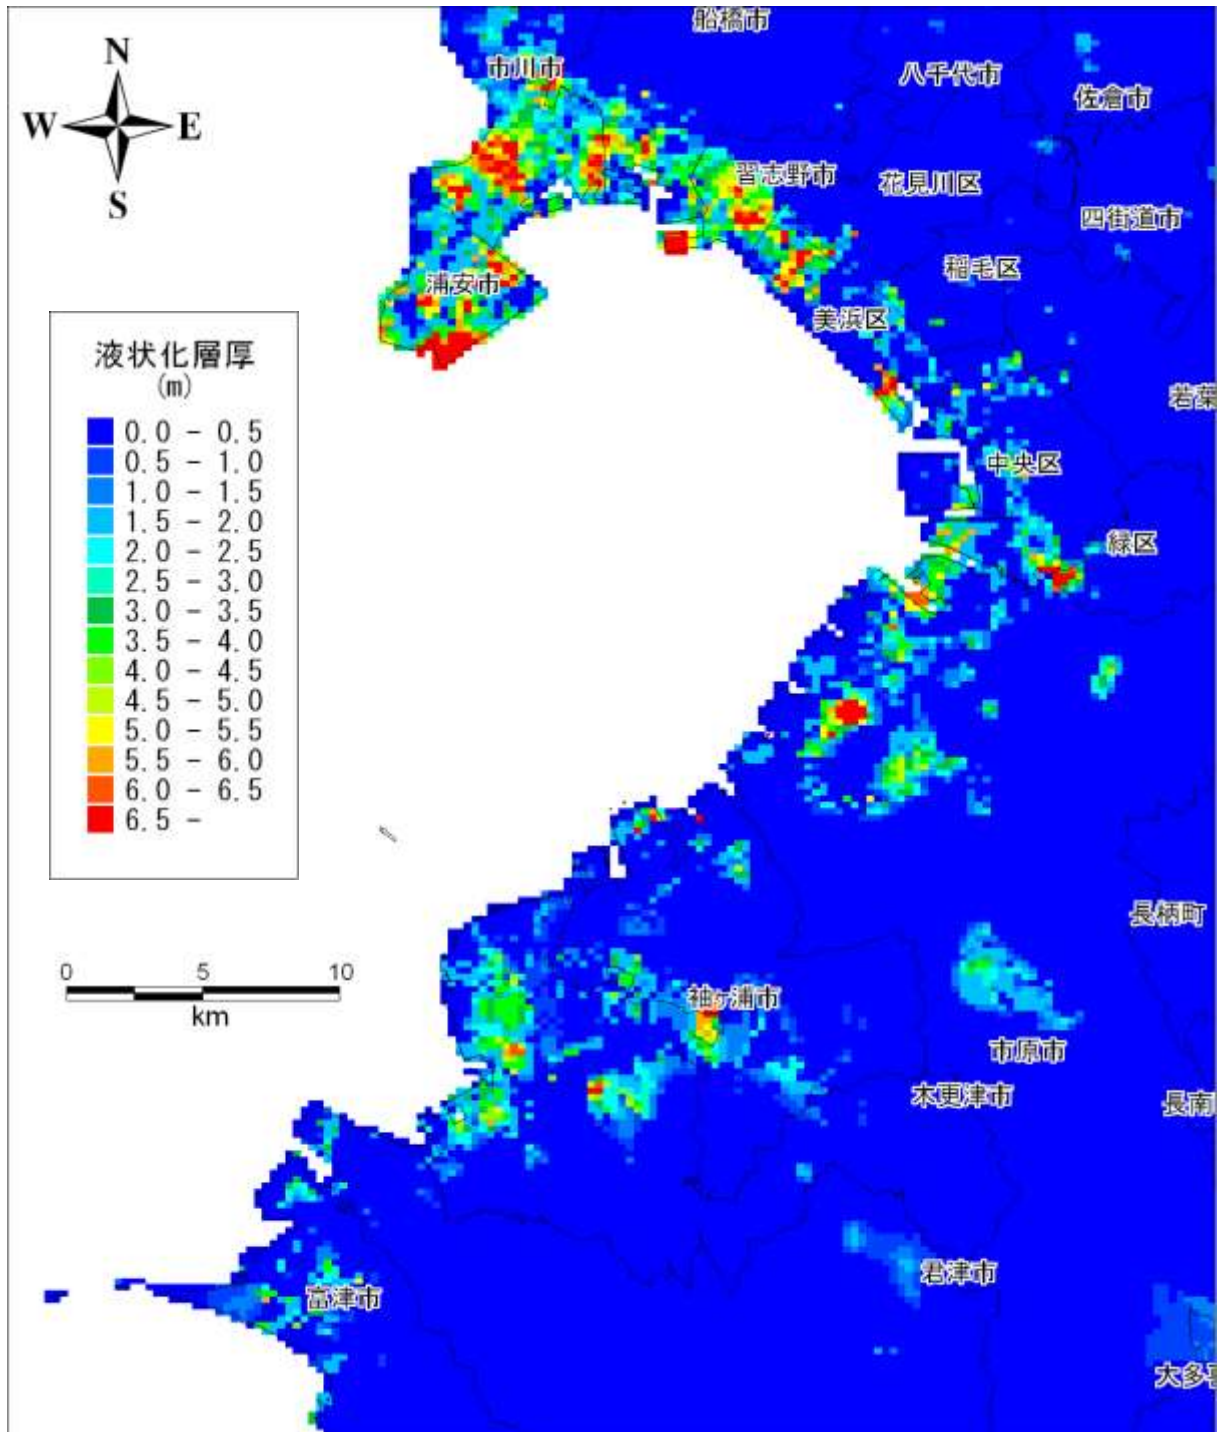 船橋市
N
市川市
八千代市
佐倉市
W
E
習志野市
花見川区
S
四街道市
稲毛区
浦安市
美浜区
液状化層厚
(m)
若葉
0.0 - 0.5
0.5 - 1.0
中央区
1.0 - 1.5
1.5 - 2.0
2.0 - 2.5
緑区
2.5 - 3.0
3.0 - 3.5
3.5 - 4.0
4.0 - 4.5
4.5 - 5.0
5.0 - 5.5
5.5 - 6.0
6.0 - 6.5
6.5 -
長柄町
0 5 10
km
袖ヶ浦市
市原市
木更津市
長南
君津市
富津市
大多